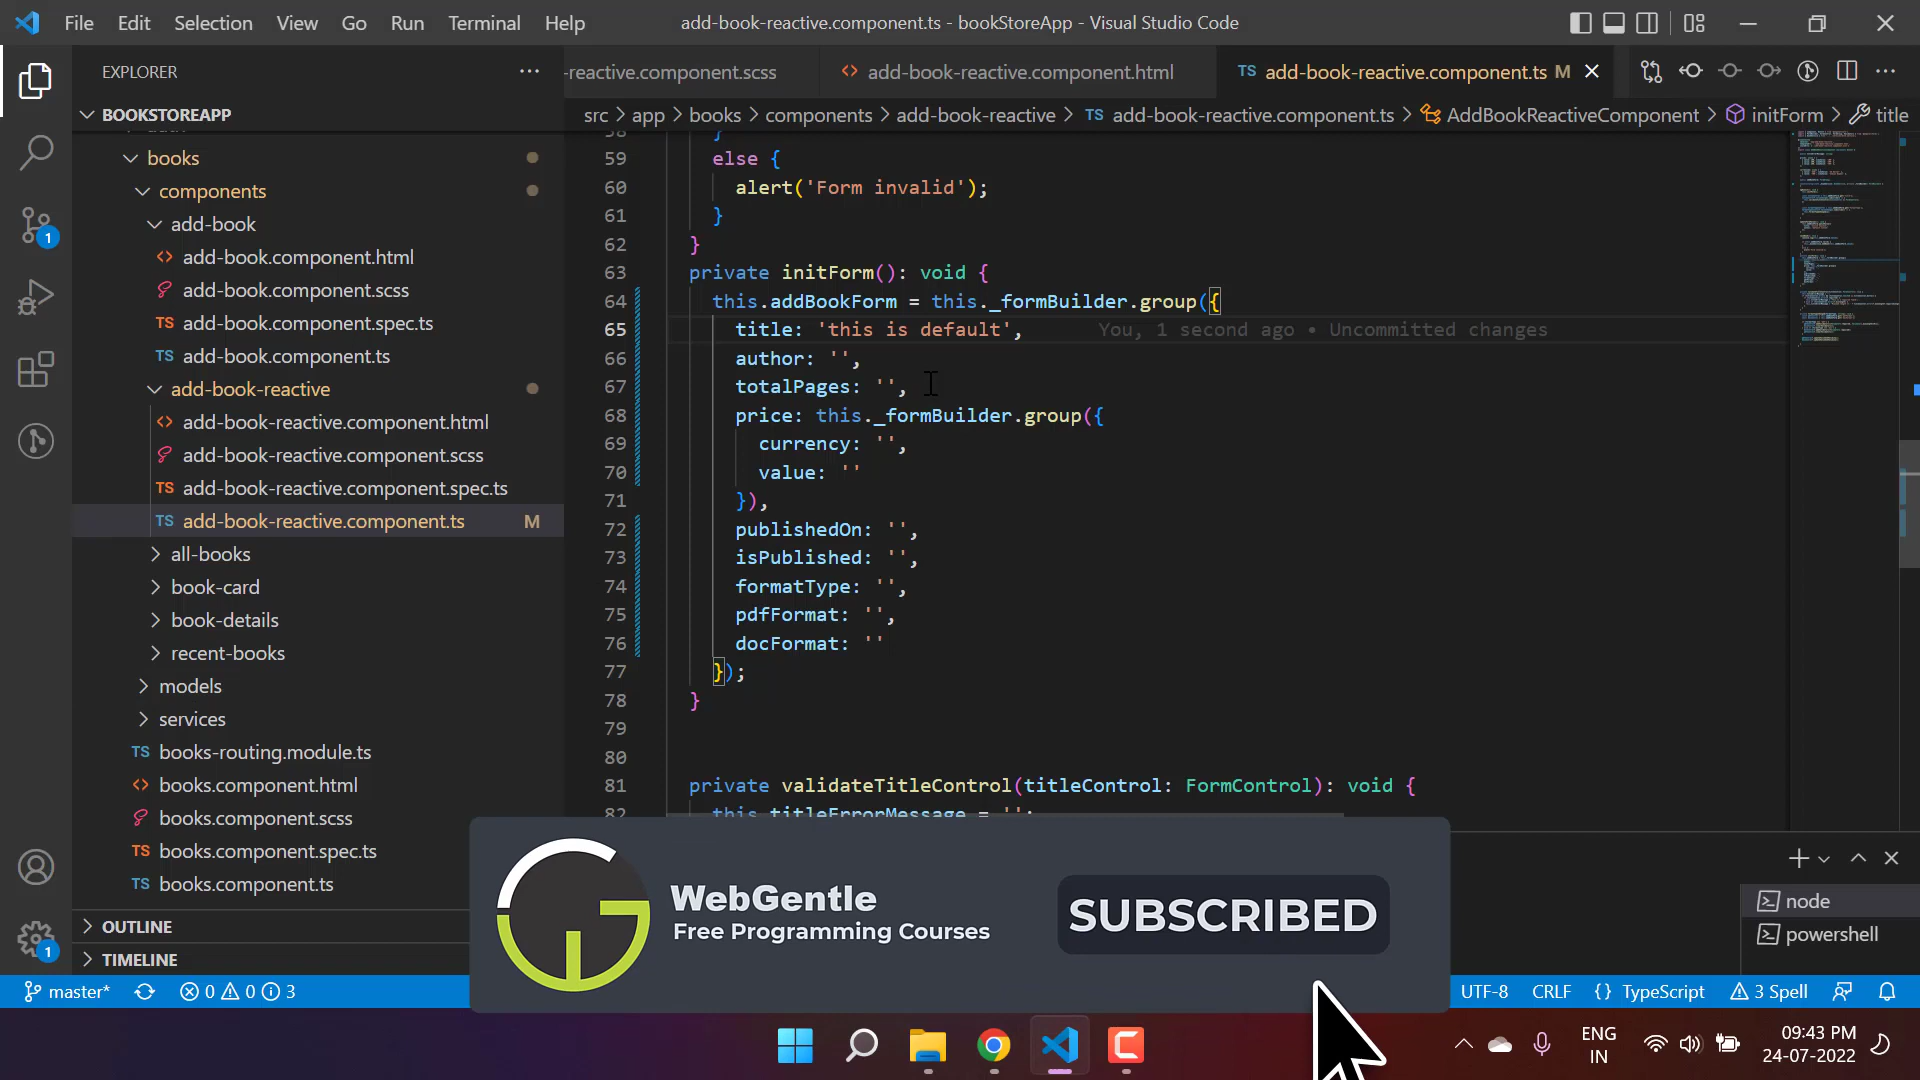 File Edit Selection View Go Run Terminal Help
add-book-reactive.component.ts - bookStoreApp - Visual Studio Code
EXPLORER
-reactive.component.scss
add-book-reactive.component.html
TS add-book-reactive.component.ts M
BOOKSTOREAPP
src > app > books > components > add-book-reactive > TS add-book-reactive.component.ts > AddBookReactiveComponent > initForm > title
books
components
add-book
add-book.component.html
add-book.component.scss
TS add-book.component.spec.ts
TS add-book.component.ts
add-book-reactive
add-book-reactive.component.html
add-book-reactive.component.scss
TS add-book-reactive.component.spec.ts
TS add-book-reactive.component.ts M
all-books
book-card
book-details
recent-books
models
services
TS books-routing.module.ts
books.component.html
books.component.scss
TS books.component.spec.ts
TS books.component.ts
OUTLINE
TIMELINE
1
1
58 }
59 else {
60 alert('Form invalid');
61 }
62 }
63 private initForm(): void {
64 this.addBookForm = this._formBuilder.group({
65 title: 'this is default', You, 1 second ago • Uncommitted changes
66 author: '',
67 totalPages: '',
68 price: this._formBuilder.group({
69 currency: '',
70 value: ''
71 }),
72 publishedOn: '',
73 isPublished: '',
74 formatType: '',
75 pdfFormat: '',
76 docFormat: ''
77 });
78 }
79
80
81 private validateTitleControl(titleControl: FormControl): void {
82 this.titleErrorMessage = '';
WebGentle
Free Programming Courses
SUBSCRIBED
node
powershell
master* 0 0 3
UTF-8 CRLF {} TypeScript 3 Spell
ENG
IN
09:43 PM
24-07-2022